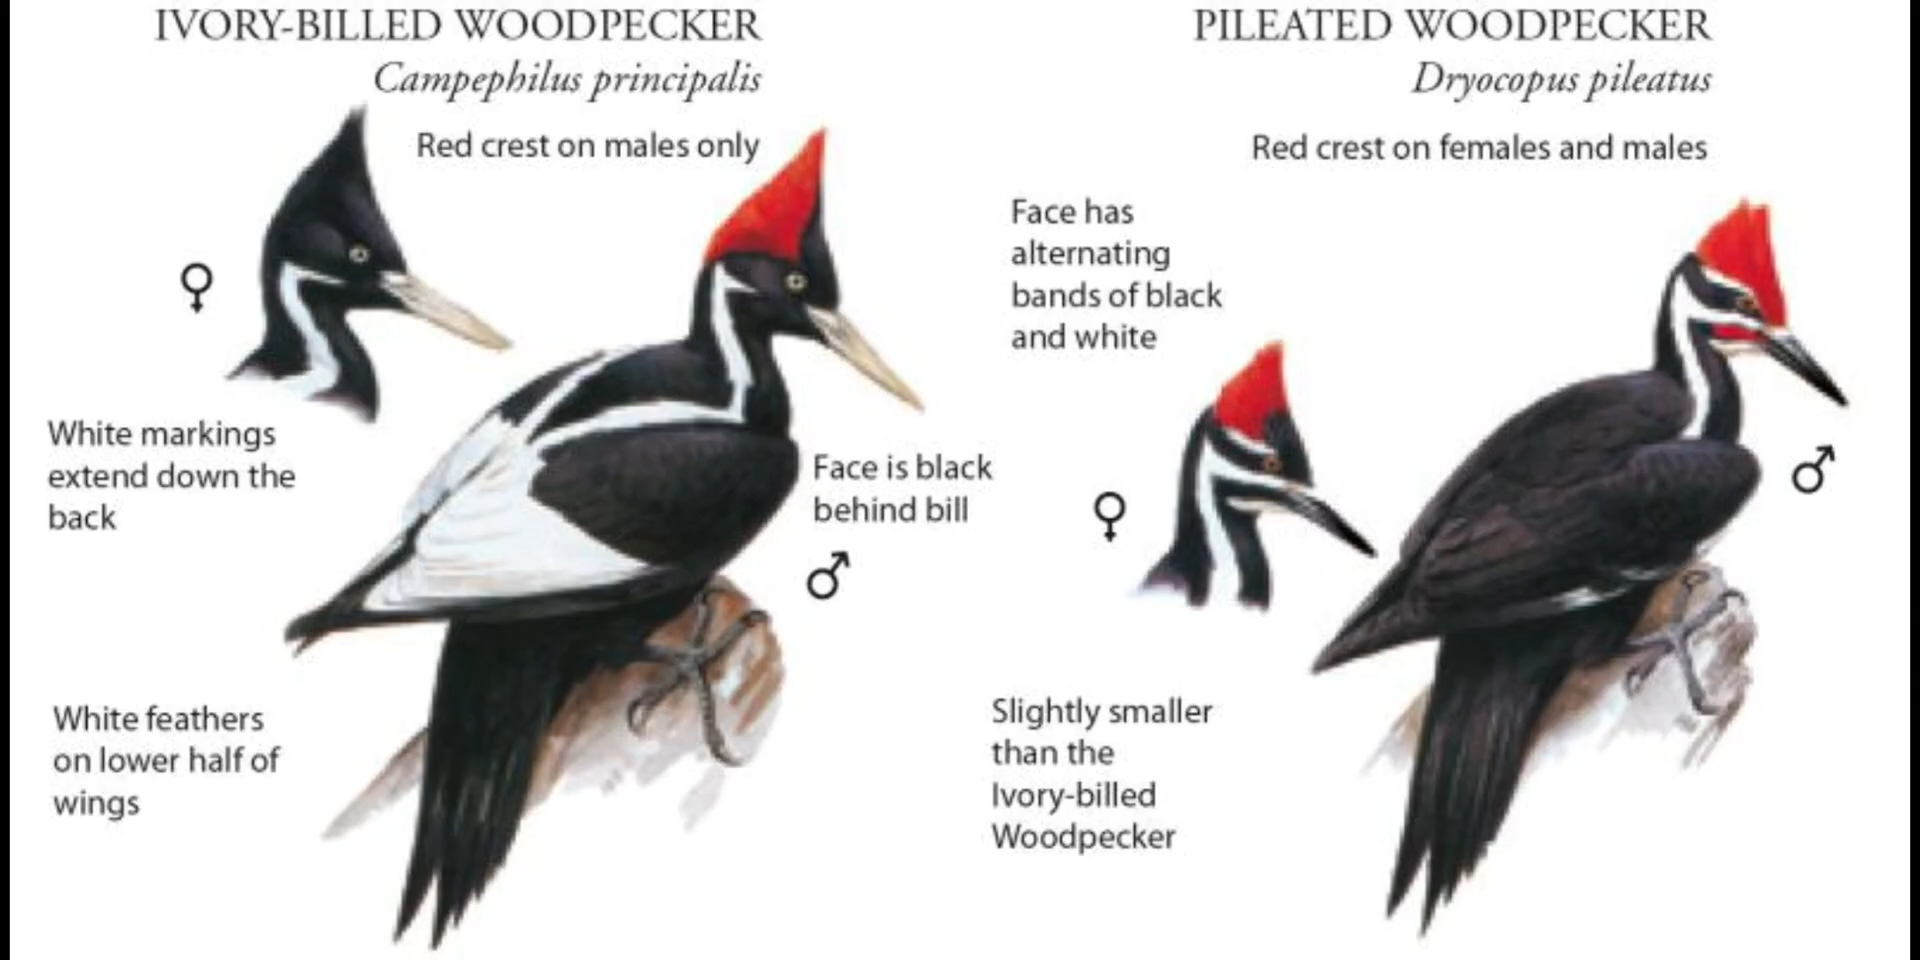 IVORY-BILLED WOODPECKER
Campephilus principalis
Red crest on males only
♀
White markings
extend down the
back
Face is black
behind bill
♂
White feathers
on lower half of
wings
PILEATED WOODPECKER
Dryocopus pileatus
Red crest on females and males
Face has
alternating
bands of black
and white
♂
♀
Slightly smaller
than the
Ivory-billed
Woodpecker